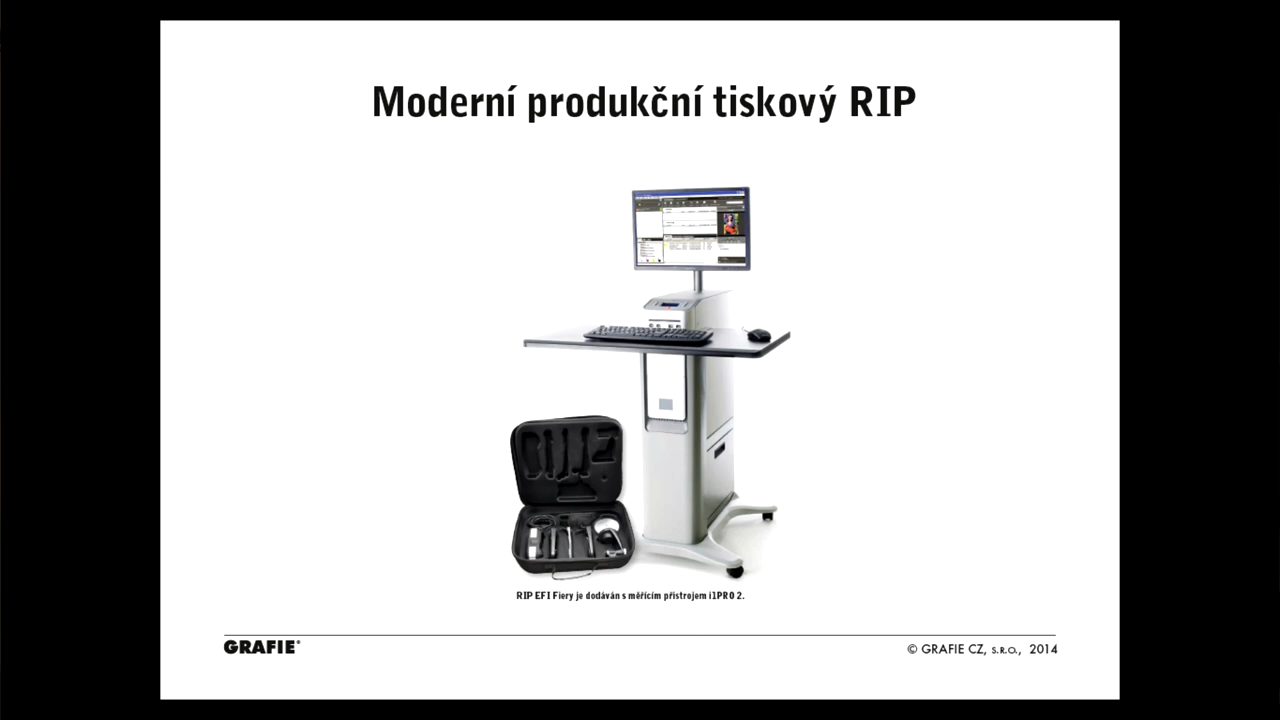 Moderní produkční tiskový RIP
RIP EFI Fiery je dodáván s měřícím přístrojem i1PRO 2.
GRAFIE®
© GRAFIE CZ, S.R.O., 2014